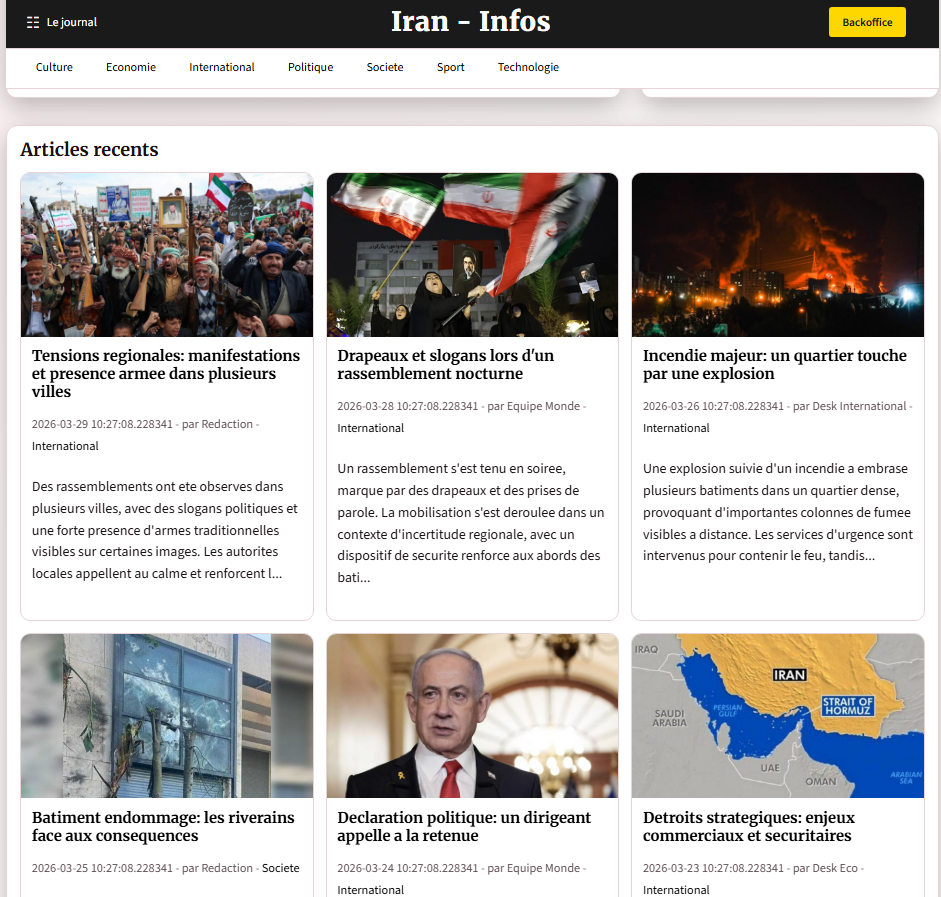 Le journal
Iran - Infos
Backoffice
Culture Economie International Politique Societe Sport Technologie
Articles recents
Tensions regionales: manifestations
et presence armee dans plusieurs
villes
2026-03-29 10:27:08.228341 - par Redaction -
International
Des rassemblements ont ete observes dans
plusieurs villes, avec des slogans politiques et
une forte presence d'armes traditionnelles
visibles sur certaines images. Les autorites
locales appellent au calme et renforcent l...
Drapeaux et slogans lors d'un
rassemblement nocturne
2026-03-28 10:27:08.228341 - par Equipe Monde -
International
Un rassemblement s'est tenu en soiree,
marque par des drapeaux et des prises de
parole. La mobilisation s'est deroulee dans un
contexte d'incertitude regionale, avec un
dispositif de securite renforce aux abords des
bati...
Incendie majeur: un quartier touche
par une explosion
2026-03-26 10:27:08.228341 - par Desk International -
International
Une explosion suivie d'un incendie a embrase
plusieurs batiments dans un quartier dense,
provoquant d'importantes colonnes de fumee
visibles a distance. Les services d'urgence sont
intervenus pour contenir le feu, tandis...
Batiment endommage: les riverains
face aux consequences
2026-03-25 10:27:08.228341 - par Redaction - Societe
Declaration politique: un dirigeant
appelle a la retenue
2026-03-24 10:27:08.228341 - par Equipe Monde -
International
IRAQ
IRAN
STRAIT OF
HORMUZ
PERSIAN
GULF
SAUDI
ARABIA
UAE
OMAN
ARABIAN
SEA
Detroits strategiques: enjeux
commerciaux et securitaires
2026-03-23 10:27:08.228341 - par Desk Eco -
International